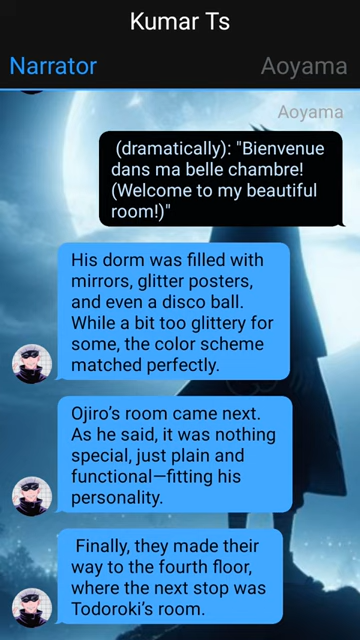 Kumar Ts
Narrator
Aoyama
Aoyama
(dramatically): "Bienvenue
dans ma belle chambre!
(Welcome to my beautiful
room!)"
His dorm was filled with
mirrors, glitter posters,
and even a disco ball.
While a bit too glittery for
some, the color scheme
matched perfectly.
Ojiro’s room came next.
As he said, it was nothing
special, just plain and
functional—fitting his
personality.
Finally, they made their
way to the fourth floor,
where the next stop was
Todoroki’s room.